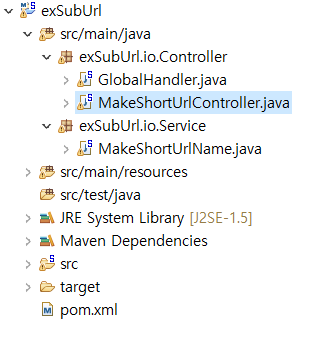 exSubUrl
src/main/java
exSubUrl.io.Controller
GlobalHandler.java
MakeShortUrlController.java
exSubUrl.io.Service
MakeShortUrlName.java
src/main/resources
src/test/java
JRE System Library [J2SE-1.5]
Maven Dependencies
src
target
pom.xml